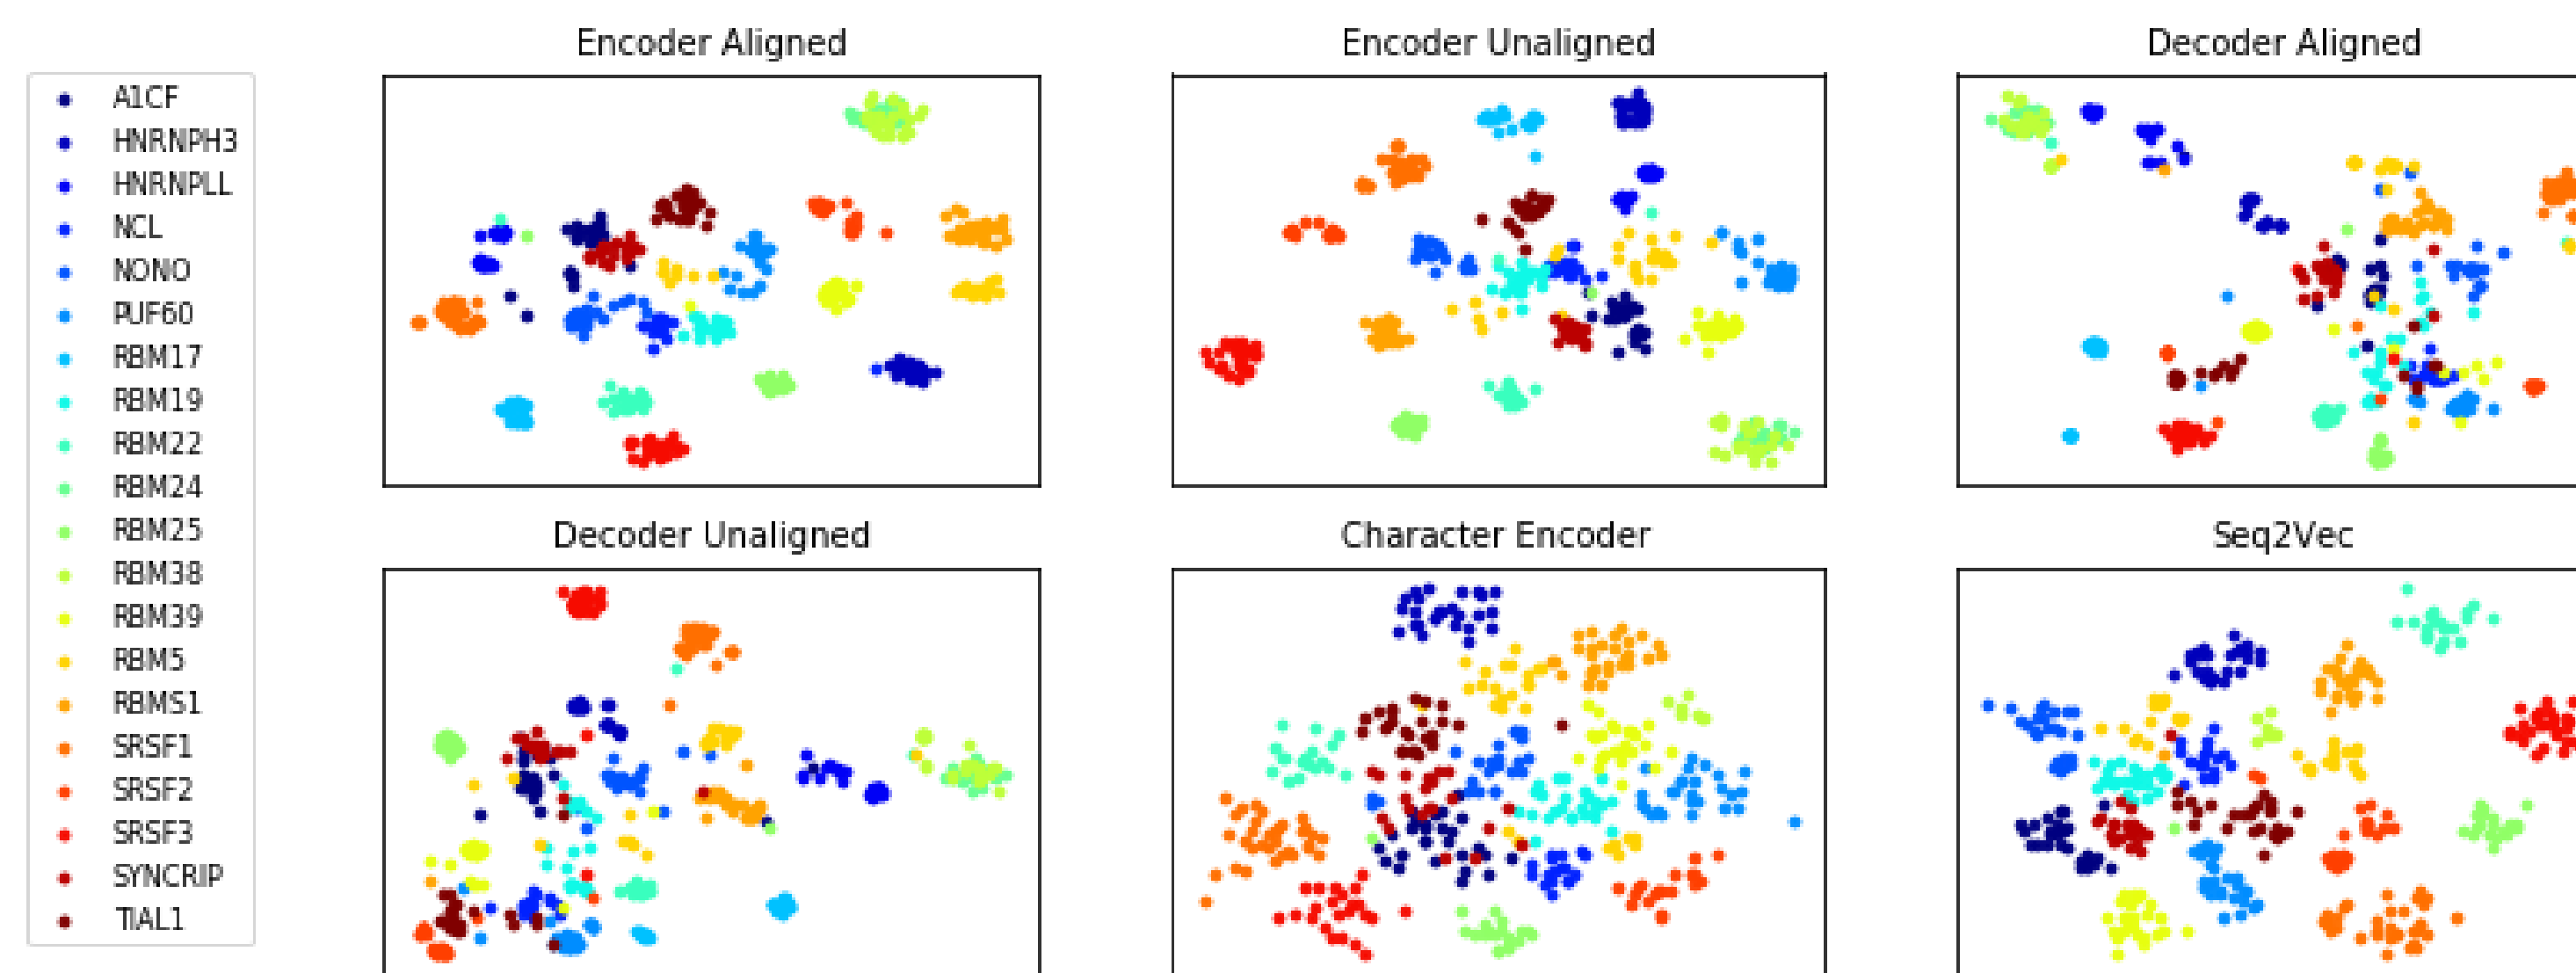 Encoder Aligned
Encoder Unaligned
Decoder Aligned
A1CF
HNRNPH3
HNRNPLL
NCL
NONO
PUF60
RBM17
RBM19
RBM22
RBM24
RBM25
RBM38
RBM39
RBM5
RBMS1
SRSF1
SRSF2
SRSF3
SYNCRIP
TIAL1
Decoder Unaligned
Character Encoder
Seq2Vec